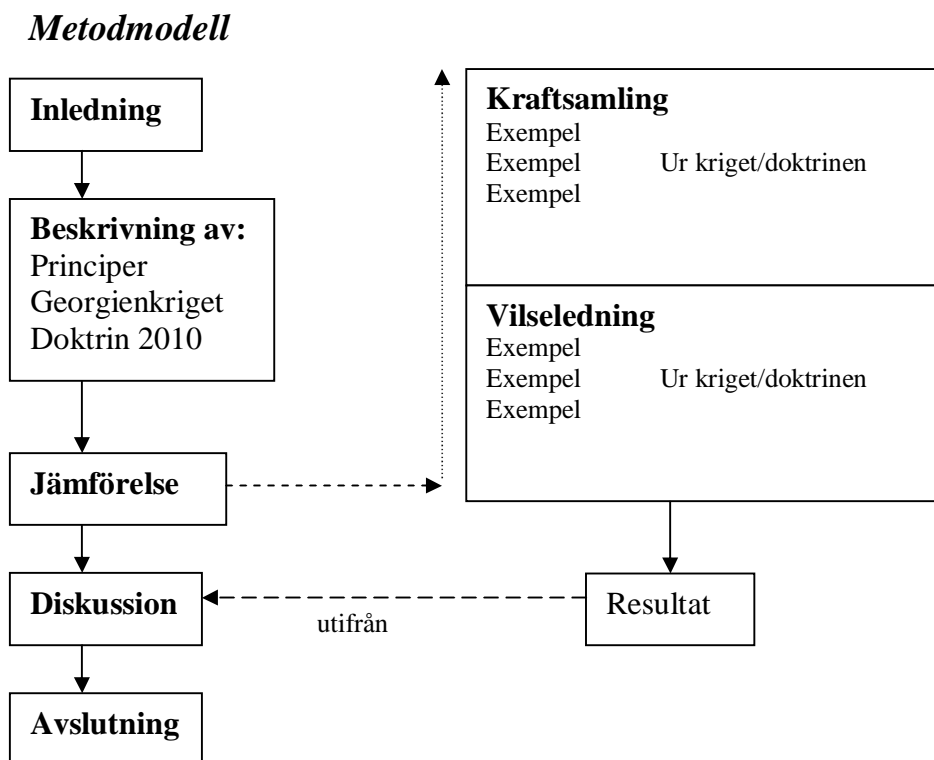 Metodmodell
Inledning
Beskrivning av:
Principer
Georgienkriget
Doktrin 2010
Jämförelse
Diskussion
Avslutning
Kraftsamling
Exempel
Exempel Ur kriget/doktrinen
Exempel
Vilseledning
Exempel
Exempel Ur kriget/doktrinen
Exempel
Resultat
utifrån